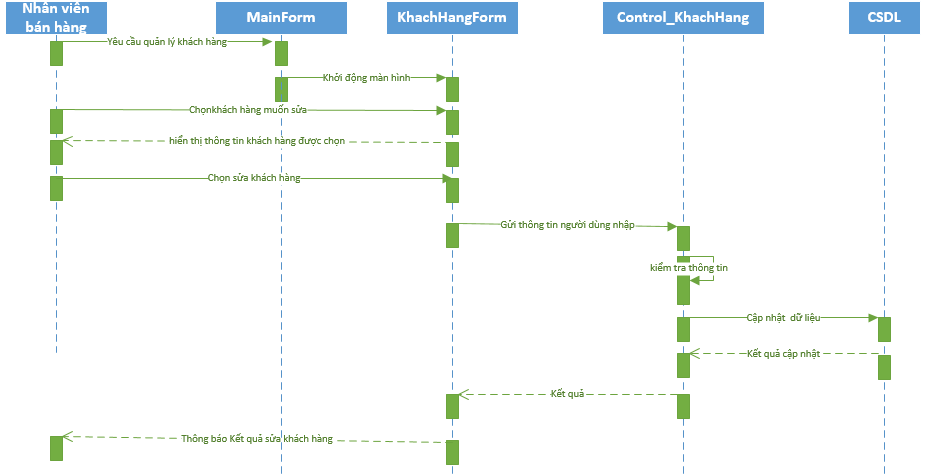 Nhân viên
bán hàng
MainForm
KhachHangForm
Control_KhachHang
CSDL
Yêu cầu quản lý khách hàng
Khởi động màn hình
Chọnkhách hàng muốn sửa
hiển thị thông tin khách hàng được chọn
Chọn sửa khách hàng
Gửi thông tin người dùng nhập
kiểm tra thông tin
Cập nhật  dữ liệu
Kết quả cập nhật
Kết quả
Thông báo Kết quả sửa khách hàng